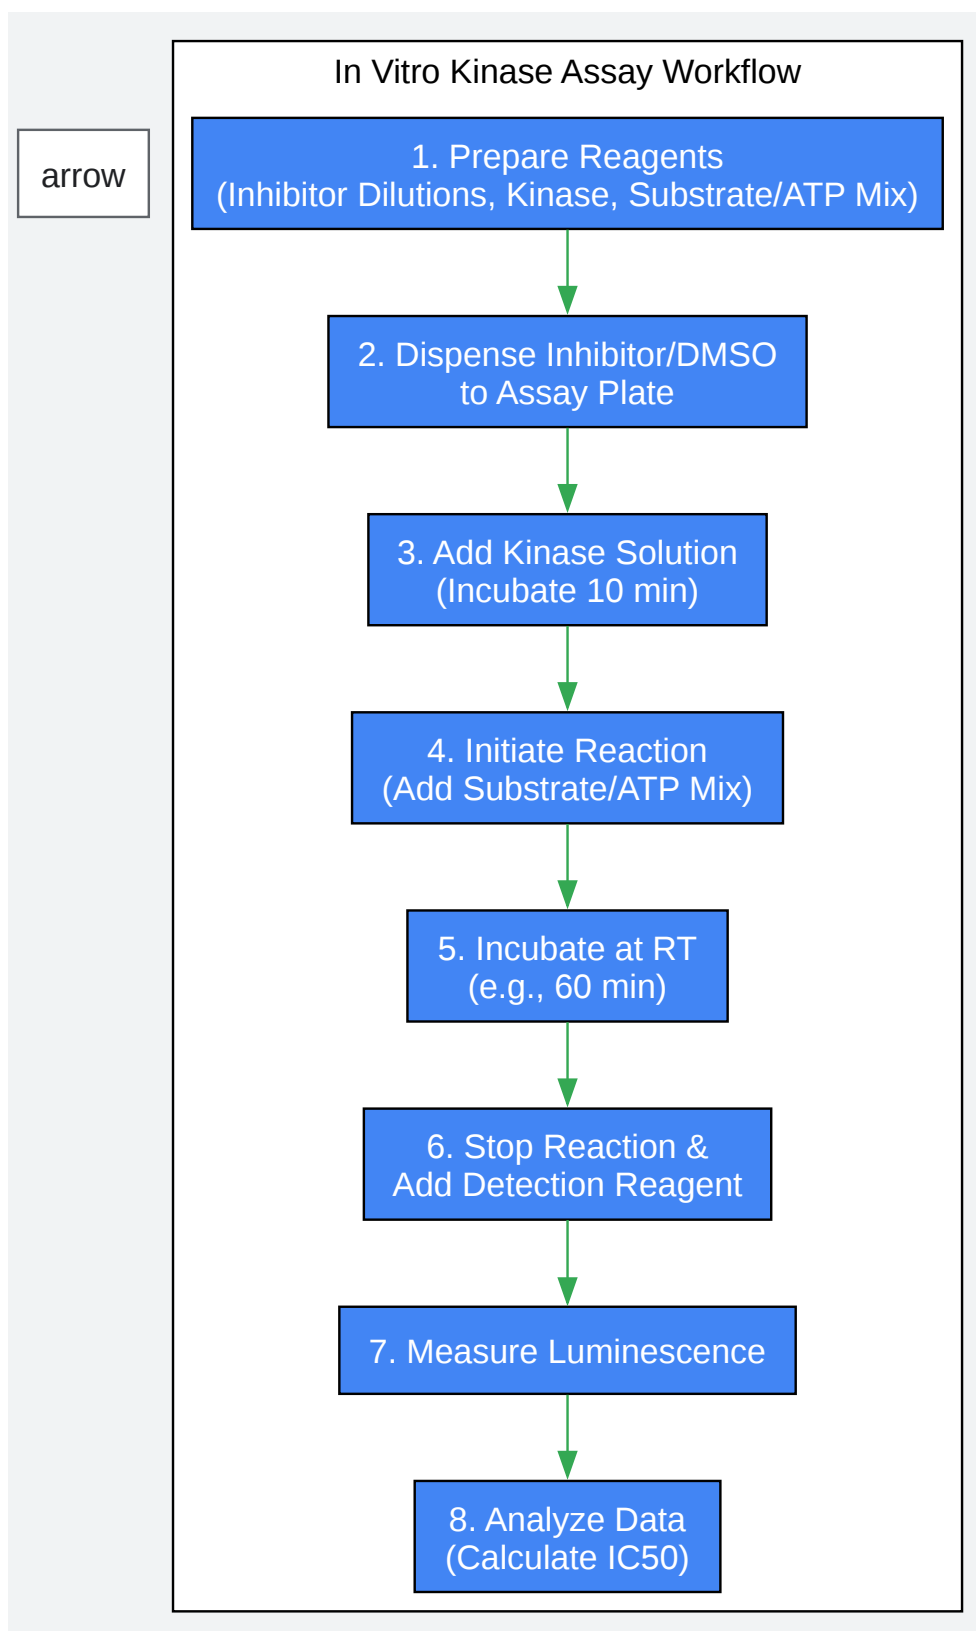 In Vitro Kinase Assay Workflow
arrow
1. Prepare Reagents
(Inhibitor Dilutions, Kinase, Substrate/ATP Mix)
2. Dispense Inhibitor/DMSO
to Assay Plate
3. Add Kinase Solution
(Incubate 10 min)
4. Initiate Reaction
(Add Substrate/ATP Mix)
5. Incubate at RT
(e.g., 60 min)
6. Stop Reaction &
Add Detection Reagent
7. Measure Luminescence
8. Analyze Data
(Calculate IC50)